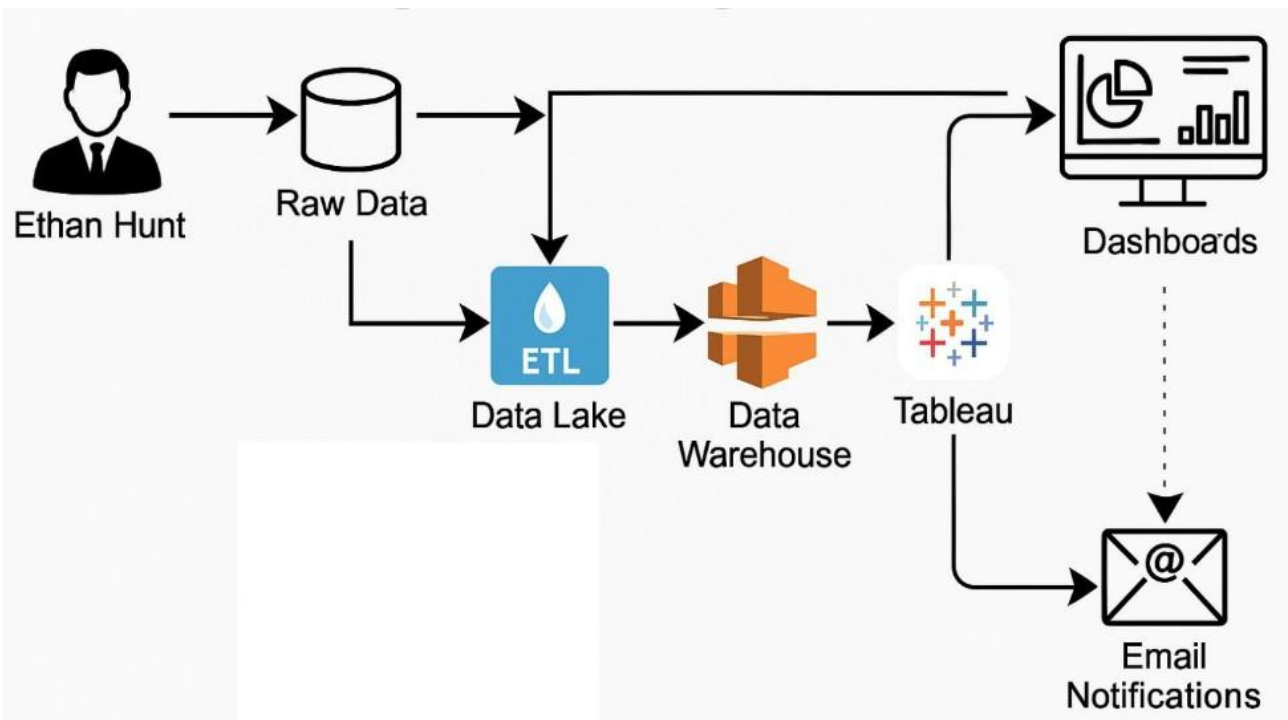 Ethan Hunt
Raw Data
ETL
Data Lake
Data
Warehouse
Tableau
Dashboards
@
Email
Notifications